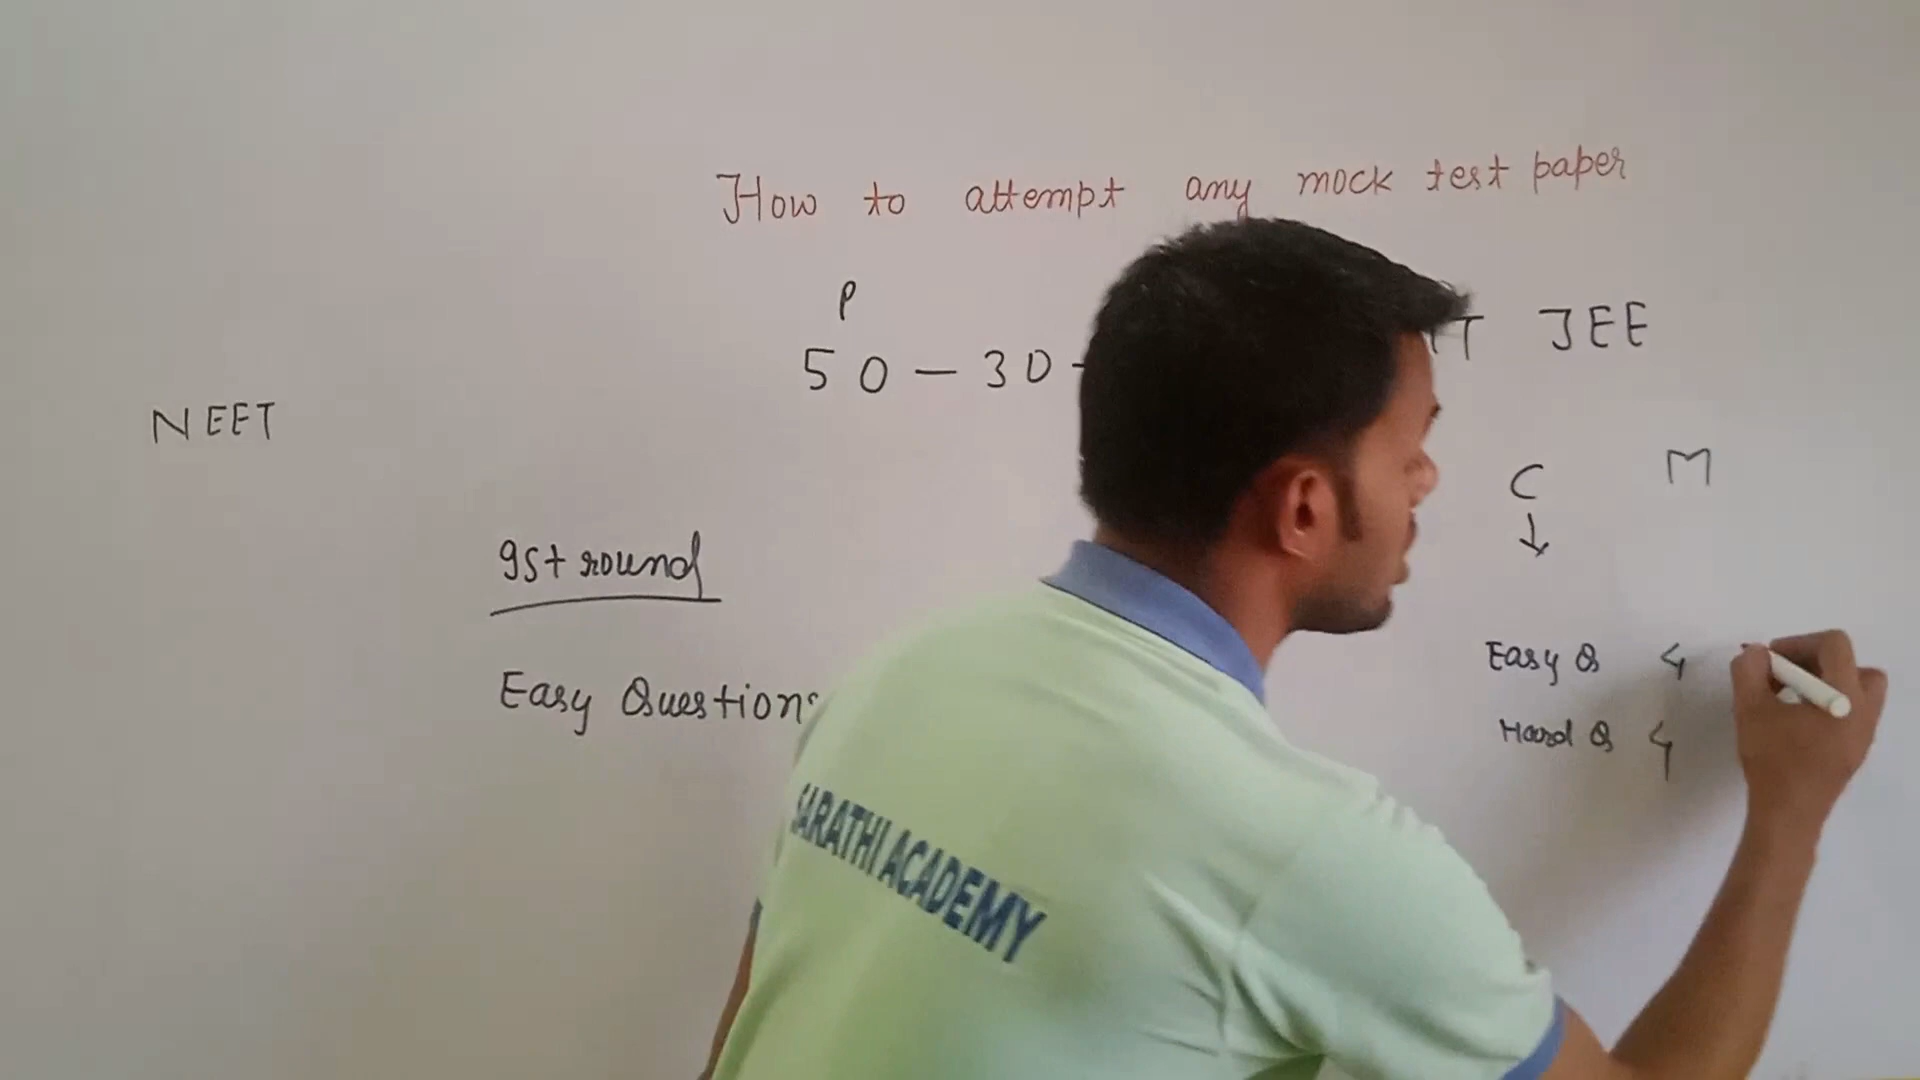 How to attempt any mock test paper
P
50 - 30 -
T JEE
NEET
C M
↓
Ist round
Easy Q 4
Easy Questions
Hard Q 4
SARATHI ACADEMY